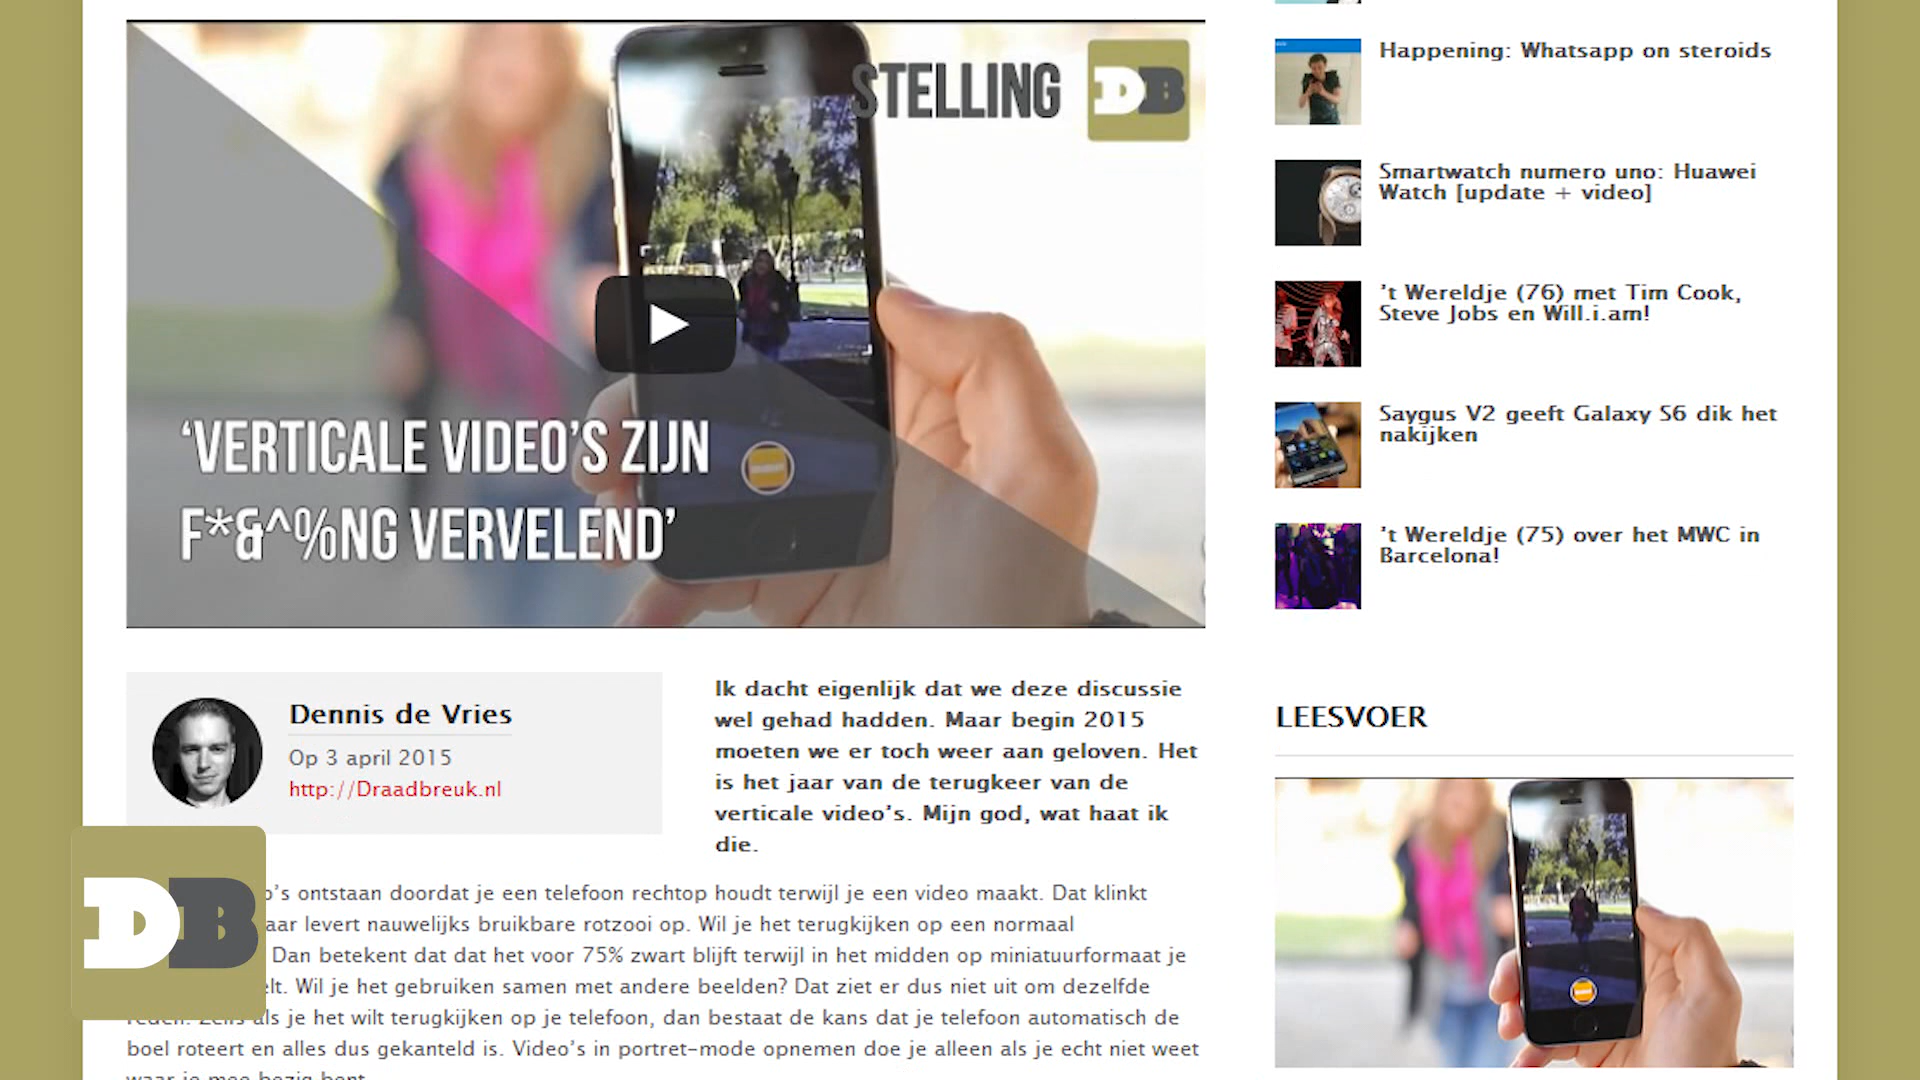 STELLING
DB
'VERTICALE VIDEO'S ZIJN
F*&^%NG VERVELEND'
Dennis de Vries
Op 3 april 2015
http://Draadbreuk.nl
Ik dacht eigenlijk dat we deze discussie
wel gehad hadden. Maar begin 2015
moeten we er toch weer aan geloven. Het
is het jaar van de terugkeer van de
verticale video's. Mijn god, wat haat ik
die.
DB
ontstaan doordat je een telefoon rechtop houdt terwijl je een video maakt. Dat klinkt
levert nauwelijks bruikbare rotzooi op. Wil je het terugkijken op een normaal
Dan betekent dat dat het voor 75% zwart blijft terwijl in het midden op miniatuurformaat je
Wil je het gebruiken samen met andere beelden? Dat ziet er dus niet uit om dezelfde
als je het wilt terugkijken op je telefoon, dan bestaat de kans dat je telefoon automatisch de
boel roteert en alles dus gekanteld is. Video's in portret-mode opnemen doe je alleen als je echt niet weet
waar je mee bezig bent
Happening: Whatsapp on steroids
Smartwatch numero uno: Huawei
Watch [update + video]
't Wereldje (76) met Tim Cook,
Steve Jobs en Will.i.am!
Saygus V2 geeft Galaxy S6 dik het
nakijken
't Wereldje (75) over het MWC in
Barcelona!
LEESVOER